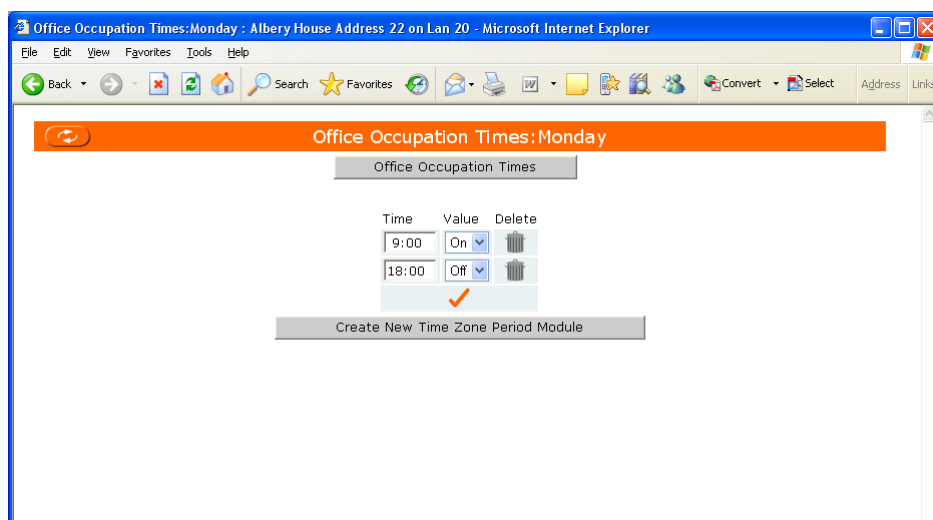 Office Occupation Times:Monday : Albery House Address 22 on Lan 20 - Microsoft Internet Explorer
File Edit View Favorites Tools Help
Back Search Favorites W Convert Select Address Links
Office Occupation Times:Monday
Office Occupation Times
Time Value Delete
9:00 On
18:00 Off
Create New Time Zone Period Module